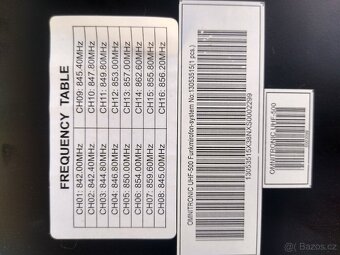 FREQUENCY TABLE
CH01: 842.00MHz CH09: 845.40MHz
CH02: 842.40MHz CH10: 847.80MHz
CH03: 844.80MHz CH11: 849.80MHz
CH04: 846.80MHz CH12: 853.00MHz
CH05: 850.00MHz CH13: 857.00MHz
CH06: 854.00MHz CH14: 862.60MHz
CH07: 859.60MHz CH15: 855.80MHz
CH08: 845.00MHz CH16: 856.20MHz
OMNITRONIC UHF-500 Funkmikrofon-system No.13053515(1 pcs.)
OMNITRONIC UHF-500
Bazoš.cz